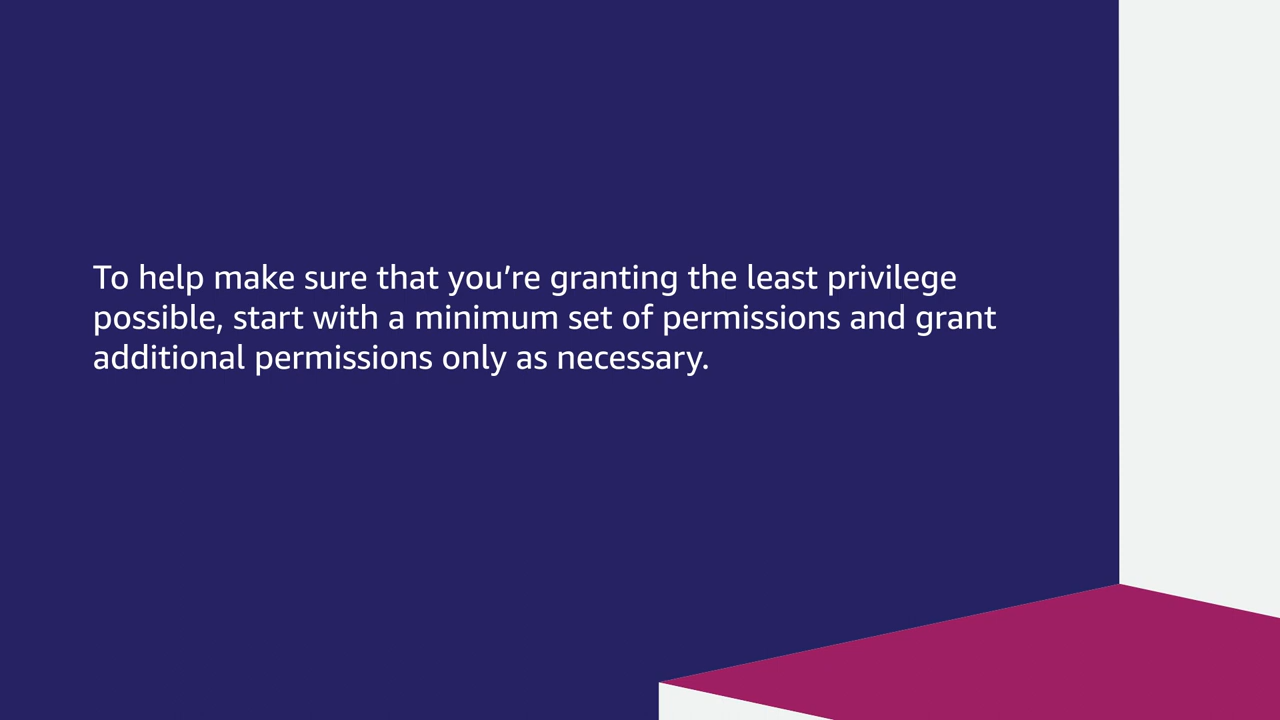 To help make sure that you’re granting the least privilege
possible, start with a minimum set of permissions and grant
additional permissions only as necessary.